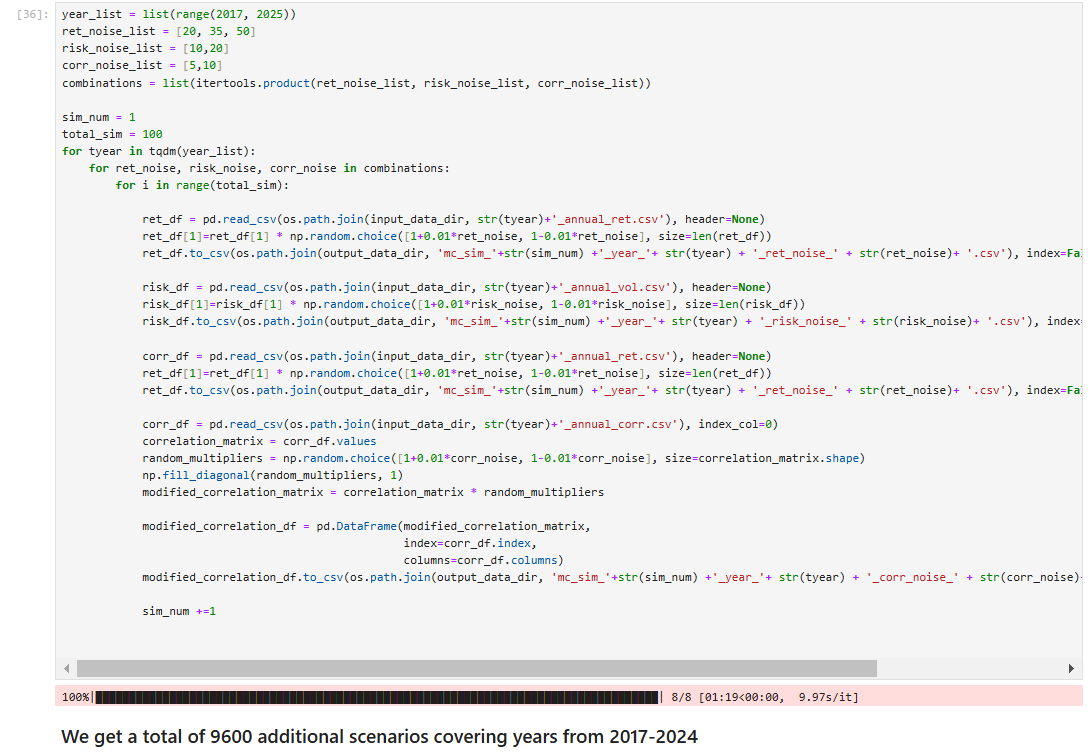 [36]: year_list = list(range(2017, 2025))
ret_noise_list = [20, 35, 50]
risk_noise_list = [10,20]
corr_noise_list = [5,10]
combinations = list(itertools.product(ret_noise_list, risk_noise_list, corr_noise_list))
sim_num = 1
total_sim = 100
for tyear in tqdm(year_list):
for ret_noise, risk_noise, corr_noise in combinations:
for i in range(total_sim):
ret_df = pd.read_csv(os.path.join(input_data_dir, str(tyear)+'_annual_ret.csv'), header=None)
ret_df[1]=ret_df[1] * np.random.choice([1+0.01*ret_noise, 1-0.01*ret_noise], size=len(ret_df))
ret_df.to_csv(os.path.join(output_data_dir, 'mc_sim_'+str(sim_num) +'_year_'+ str(tyear) + '_ret_noise_' + str(ret_noise)+ '.csv'), index=Fa
risk_df = pd.read_csv(os.path.join(input_data_dir, str(tyear)+'_annual_vol.csv'), header=None)
risk_df[1]=risk_df[1] * np.random.choice([1+0.01*risk_noise, 1-0.01*risk_noise], size=len(risk_df))
risk_df.to_csv(os.path.join(output_data_dir, 'mc_sim_'+str(sim_num) +'_year_'+ str(tyear) + '_risk_noise_' + str(risk_noise)+ '.csv'), index=
corr_df = pd.read_csv(os.path.join(input_data_dir, str(tyear)+'_annual_ret.csv'), header=None)
ret_df[1]=ret_df[1] * np.random.choice([1+0.01*ret_noise, 1-0.01*ret_noise], size=len(ret_df))
ret_df.to_csv(os.path.join(output_data_dir, 'mc_sim_'+str(sim_num) +'_year_'+ str(tyear) + '_ret_noise_' + str(ret_noise)+ '.csv'), index=Fa
corr_df = pd.read_csv(os.path.join(input_data_dir, str(tyear)+'_annual_corr.csv'), index_col=0)
correlation_matrix = corr_df.values
random_multipliers = np.random.choice([1+0.01*corr_noise, 1-0.01*corr_noise], size=correlation_matrix.shape)
np.fill_diagonal(random_multipliers, 1)
modified_correlation_matrix = correlation_matrix * random_multipliers
modified_correlation_df = pd.DataFrame(modified_correlation_matrix,
index=corr_df.index,
columns=corr_df.columns)
modified_correlation_df.to_csv(os.path.join(output_data_dir, 'mc_sim_'+str(sim_num) +'_year_'+ str(tyear) + '_corr_noise_' + str(corr_noise)
sim_num +=1
100%| | 8/8 [01:19<00:00, 9.97s/it]
We get a total of 9600 additional scenarios covering years from 2017-2024